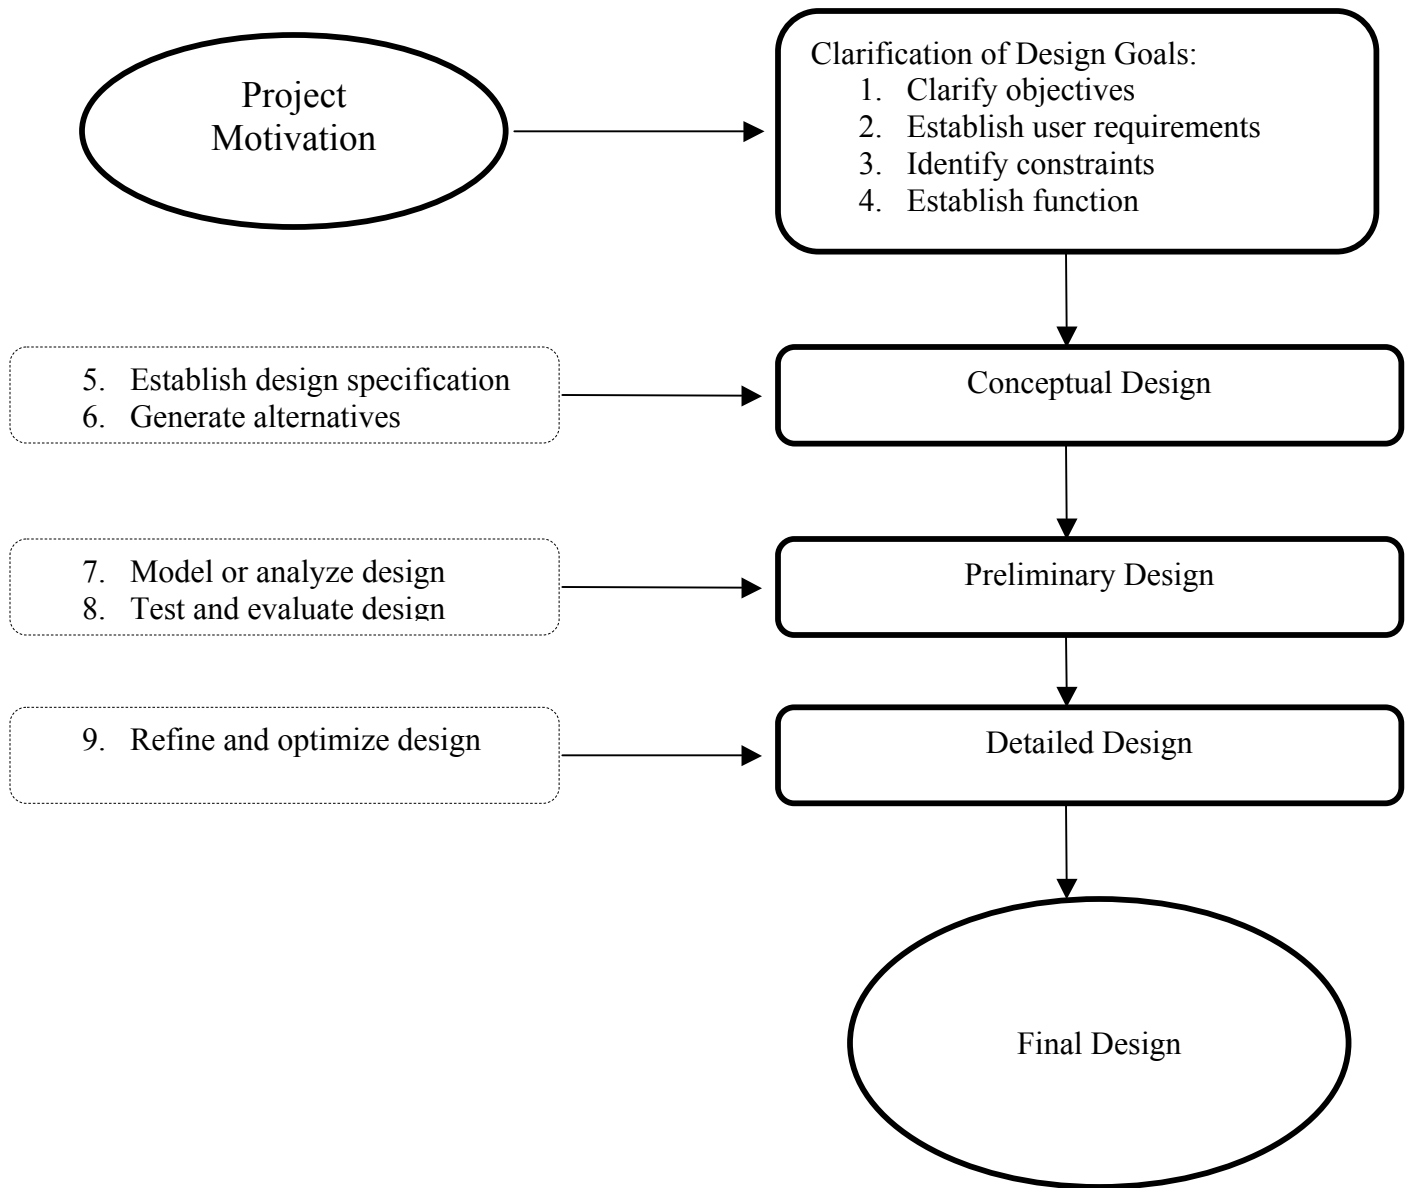 Project
Motivation
Clarification of Design Goals:
1. Clarify objectives
2. Establish user requirements
3. Identify constraints
4. Establish function
5. Establish design specification
6. Generate alternatives
Conceptual Design
7. Model or analyze design
8. Test and evaluate design
Preliminary Design
9. Refine and optimize design
Detailed Design
Final Design